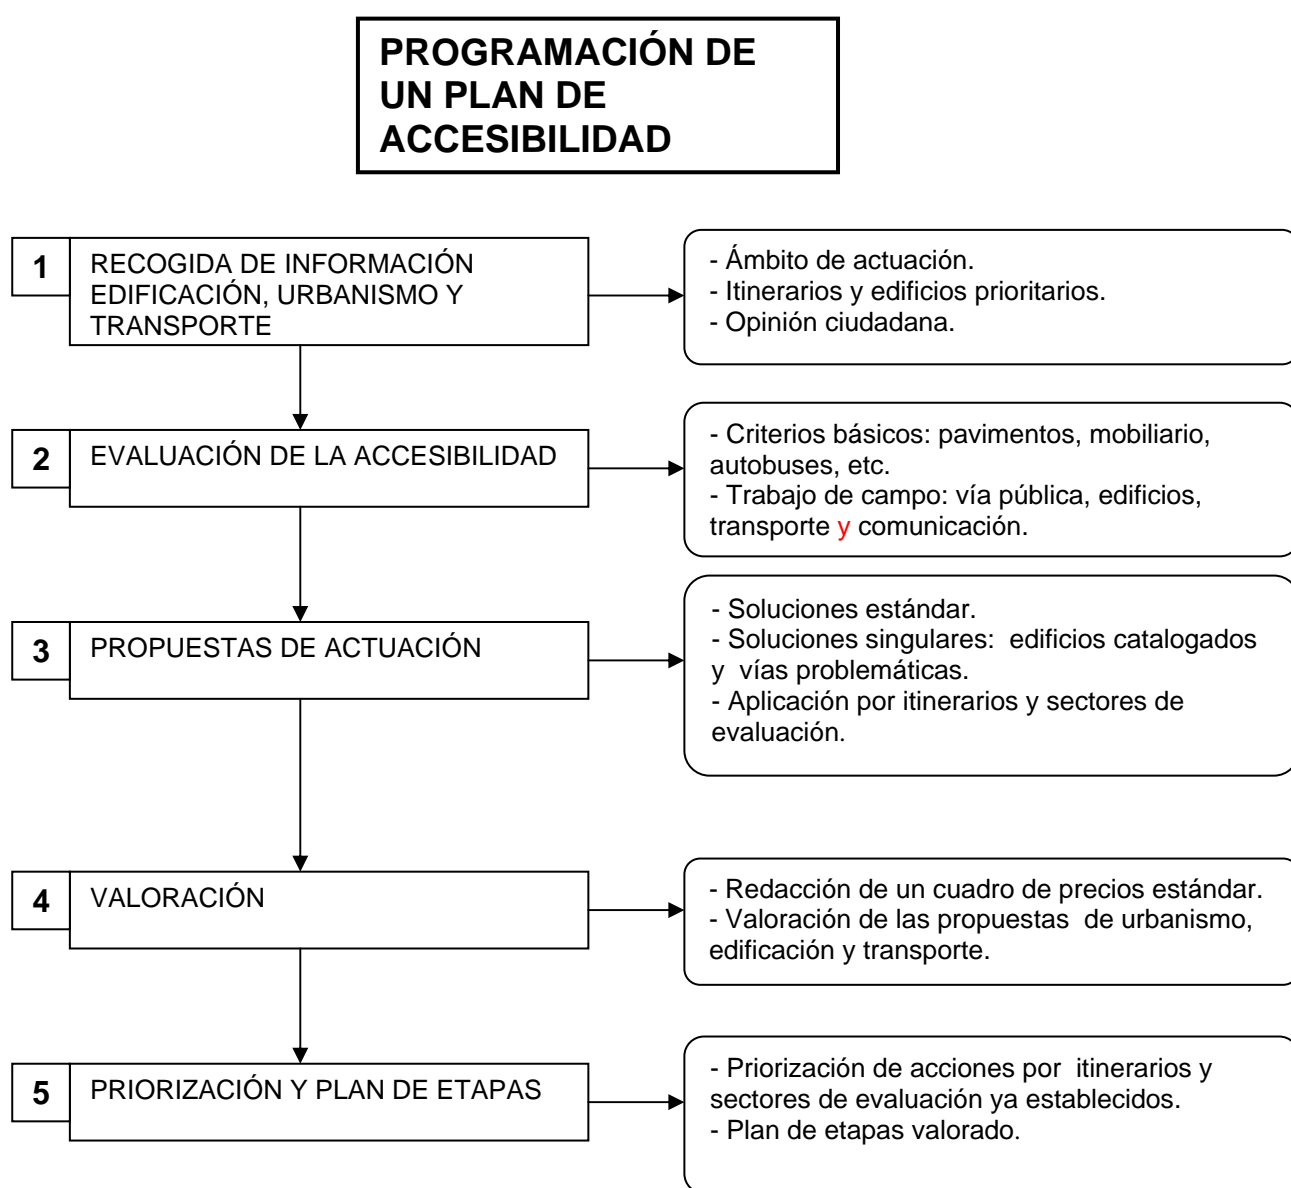 PROGRAMACIÓN DE
UN PLAN DE
ACCESIBILIDAD
1
RECOGIDA DE INFORMACIÓN
EDIFICACIÓN, URBANISMO Y
TRANSPORTE
- Ámbito de actuación.
- Itinerarios y edificios prioritarios.
- Opinión ciudadana.
2
EVALUACIÓN DE LA ACCESIBILIDAD
- Criterios básicos: pavimentos, mobiliario,
autobuses, etc.
- Trabajo de campo: vía pública, edificios,
transporte y comunicación.
3
PROPUESTAS DE ACTUACIÓN
- Soluciones estándar.
- Soluciones singulares:  edificios catalogados
y  vías problemáticas.
- Aplicación por itinerarios y sectores de
evaluación.
4
VALORACIÓN
- Redacción de un cuadro de precios estándar.
- Valoración de las propuestas  de urbanismo,
edificación y transporte.
5
PRIORIZACIÓN Y PLAN DE ETAPAS
- Priorización de acciones por  itinerarios y
sectores de evaluación ya establecidos.
- Plan de etapas valorado.